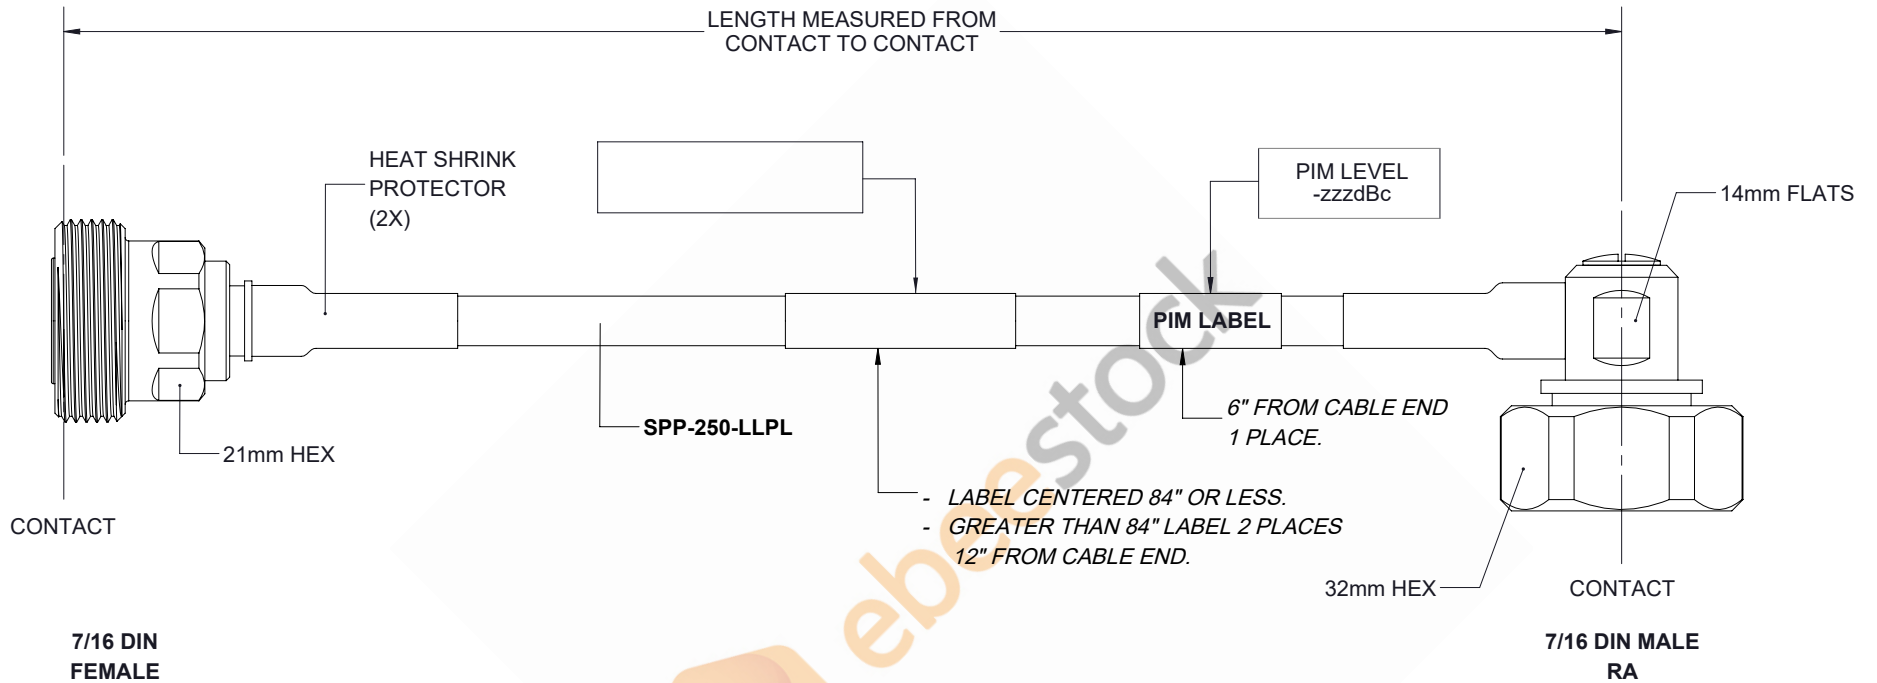 LENGTH MEASURED FROM
CONTACT TO CONTACT
HEAT SHRINK
PROTECTOR
(2X)
PIM LEVEL
-zzzdBc
14mm FLATS
PIM LABEL
6" FROM CABLE END
1 PLACE.
SPP-250-LLPL
21mm HEX
- LABEL CENTERED 84" OR LESS.
- GREATER THAN 84" LABEL 2 PLACES
12" FROM CABLE END.
CONTACT
32mm HEX
CONTACT
7/16 DIN
FEMALE
7/16 DIN MALE
RA
ebeestock